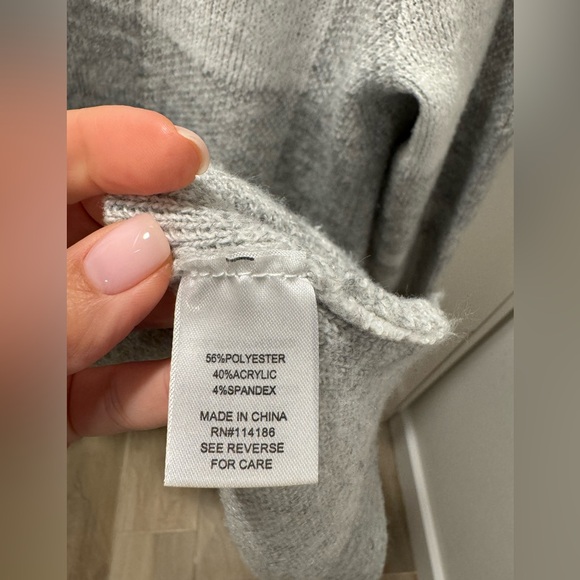 56%POLYESTER
40%ACRYLIC
4%SPANDEX
MADE IN CHINA
RN#114186
SEE REVERSE
FOR CARE